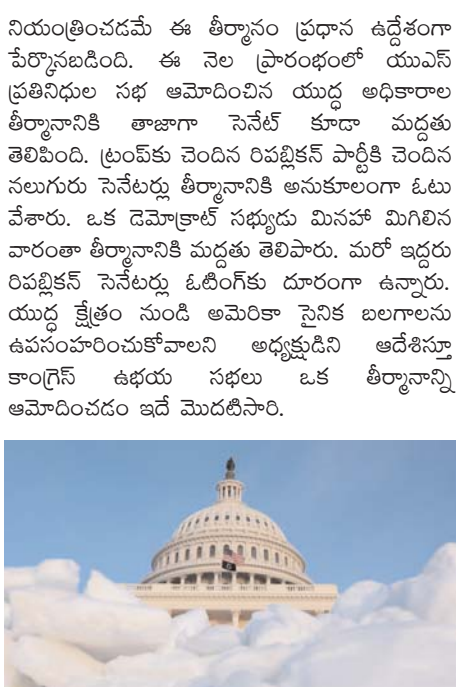 నియంత్రించడమే ఈ తీర్మానం ప్రధాన ఉద్దేశంగా
పేర్కొనబడింది. ఈ నెల ప్రారంభంలో యుఎస్
ప్రతినిధుల సభ ఆమోదించిన యుద్ధ అధికారాల
తీర్మానానికి తాజాగా సెనేట్ కూడా మద్దతు
తెలిపింది. ట్రంప్‌కు చెందిన రిపబ్లికన్ పార్టీకి చెందిన
నలుగురు సెనేటర్లు తీర్మానానికి అనుకూలంగా ఓటు
వేశారు. ఒక డెమోక్రాట్ సభ్యుడు మినహా మిగిలిన
వారంతా తీర్మానానికి మద్దతు తెలిపారు. మరో ఇద్దరు
రిపబ్లికన్ సెనేటర్లు ఓటింగ్‌కు దూరంగా ఉన్నారు.
యుద్ధ క్షేత్రం నుండి అమెరికా సైనిక బలగాలను
ఉపసంహరించుకోవాలని అధ్యక్షుడిని ఆదేశిస్తూ
కాంగ్రెస్ ఉభయ సభలు ఒక తీర్మానాన్ని
ఆమోదించడం ఇదే మొదటిసారి.